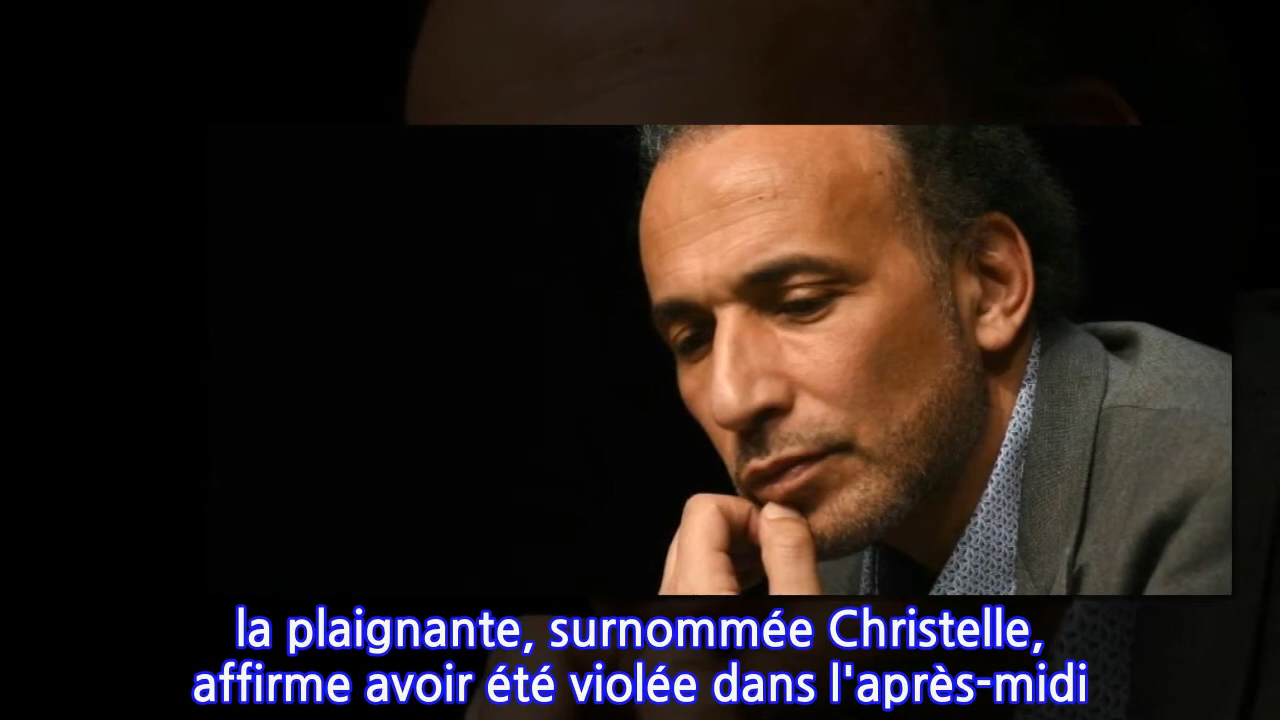 la plaignante, surnommée Christelle,
affirme avoir été violée dans l'après-midi